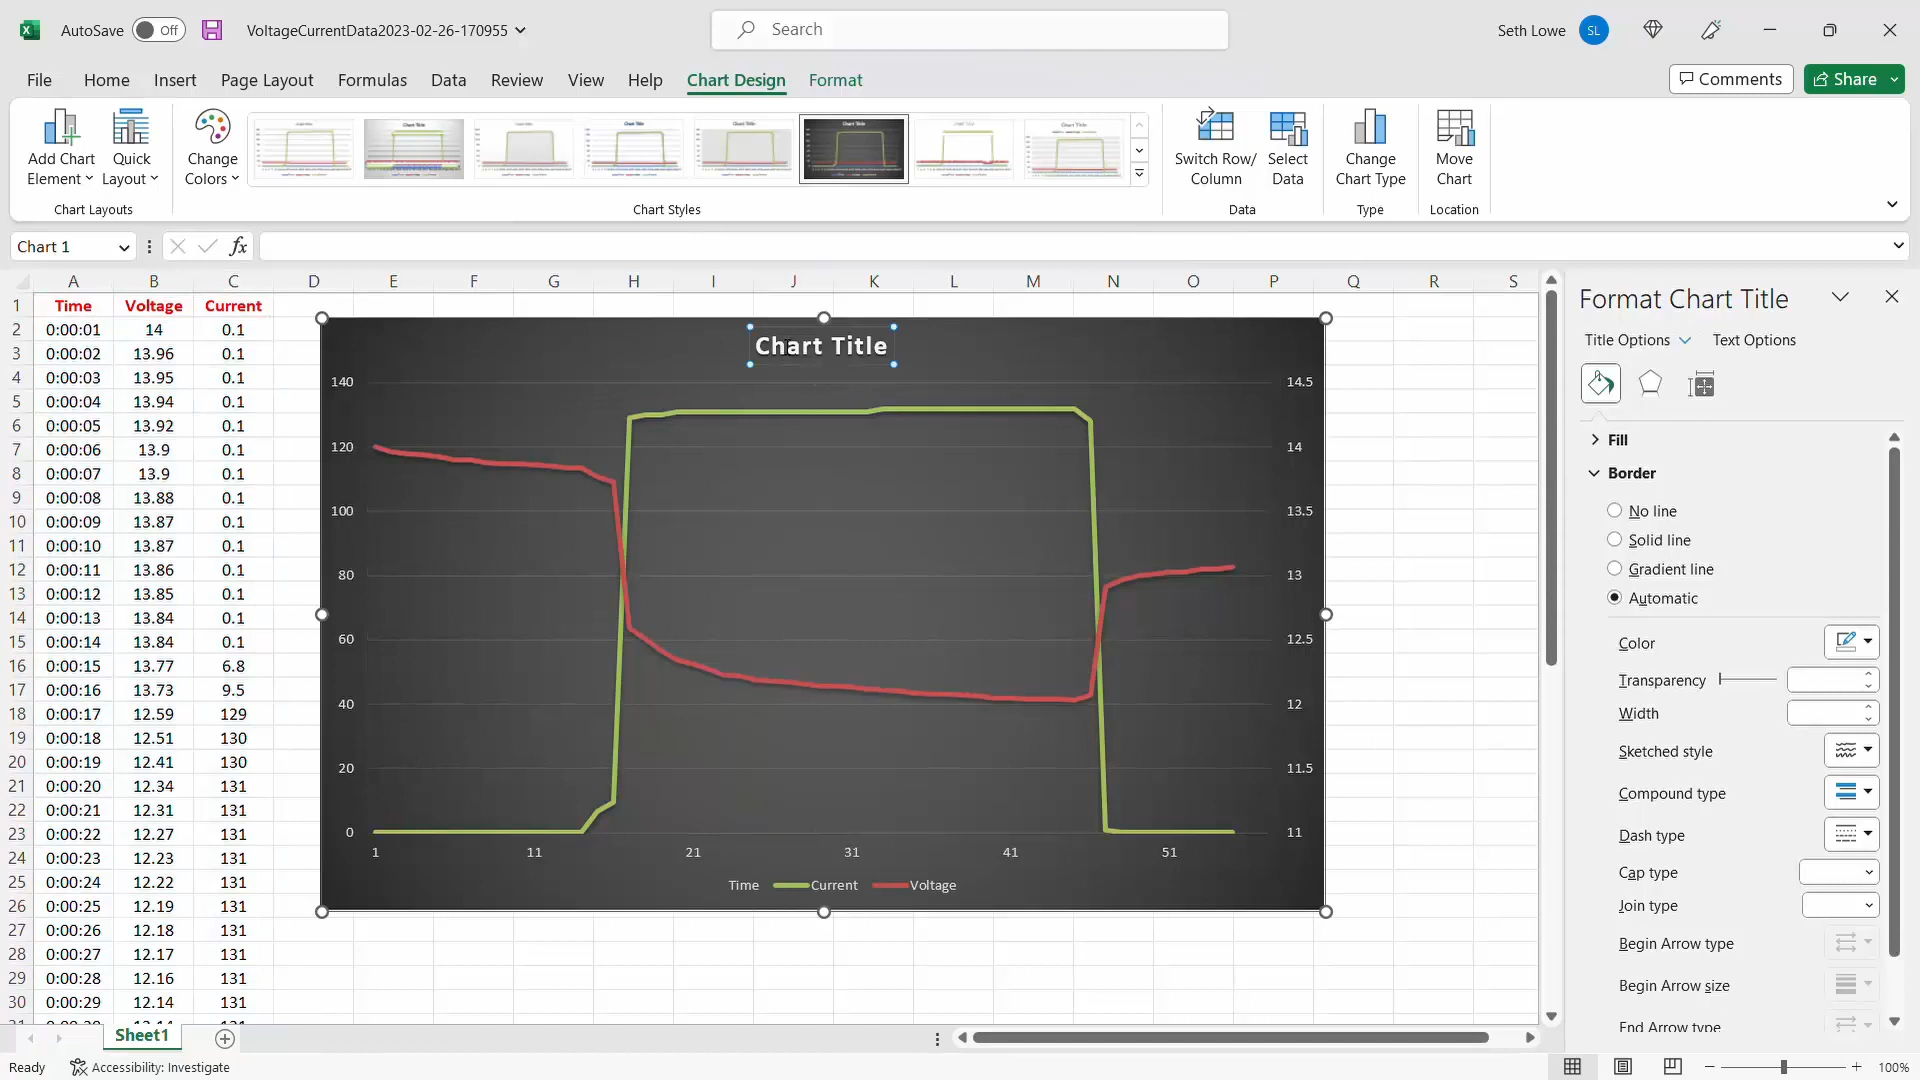 AutoSave Off VoltageCurrentData2023-02-26-170955 Search Seth Lowe SL
File Home Insert Page Layout Formulas Data Review View Help Chart Design Format Comments Share
Add Chart Element Quick Layout Change Colors Switch Row/ Column Select Data Change Chart Type Move Chart
Chart Layouts Chart Styles Data Type Location
Chart 1 fx
A B C D E F G H I J K L M N O P Q R S
1 Time Voltage Current
2 0:00:01 14 0.1
3 0:00:02 13.96 0.1
4 0:00:03 13.95 0.1
5 0:00:04 13.94 0.1
6 0:00:05 13.92 0.1
7 0:00:06 13.9 0.1
8 0:00:07 13.9 0.1
9 0:00:08 13.88 0.1
10 0:00:09 13.87 0.1
11 0:00:10 13.87 0.1
12 0:00:11 13.86 0.1
13 0:00:12 13.85 0.1
14 0:00:13 13.84 0.1
15 0:00:14 13.84 0.1
16 0:00:15 13.77 6.8
17 0:00:16 13.73 9.5
18 0:00:17 12.59 129
19 0:00:18 12.51 130
20 0:00:19 12.41 130
21 0:00:20 12.34 131
22 0:00:21 12.31 131
23 0:00:22 12.27 131
24 0:00:23 12.23 131
25 0:00:24 12.22 131
26 0:00:25 12.19 131
27 0:00:26 12.18 131
28 0:00:27 12.17 131
29 0:00:28 12.16 131
30 0:00:29 12.14 131
Chart Title
140 14.5
120 14
100 13.5
80 13
60 12.5
40 12
20 11.5
0 11
1 11 21 31 41 51
Time Current Voltage
Format Chart Title
Title Options Text Options
Fill
Border
No line
Solid line
Gradient line
Automatic
Color
Transparency
Width
Sketched style
Compound type
Dash type
Cap type
Join type
Begin Arrow type
Begin Arrow size
End Arrow type
Sheet1
Ready Accessibility: Investigate 100%